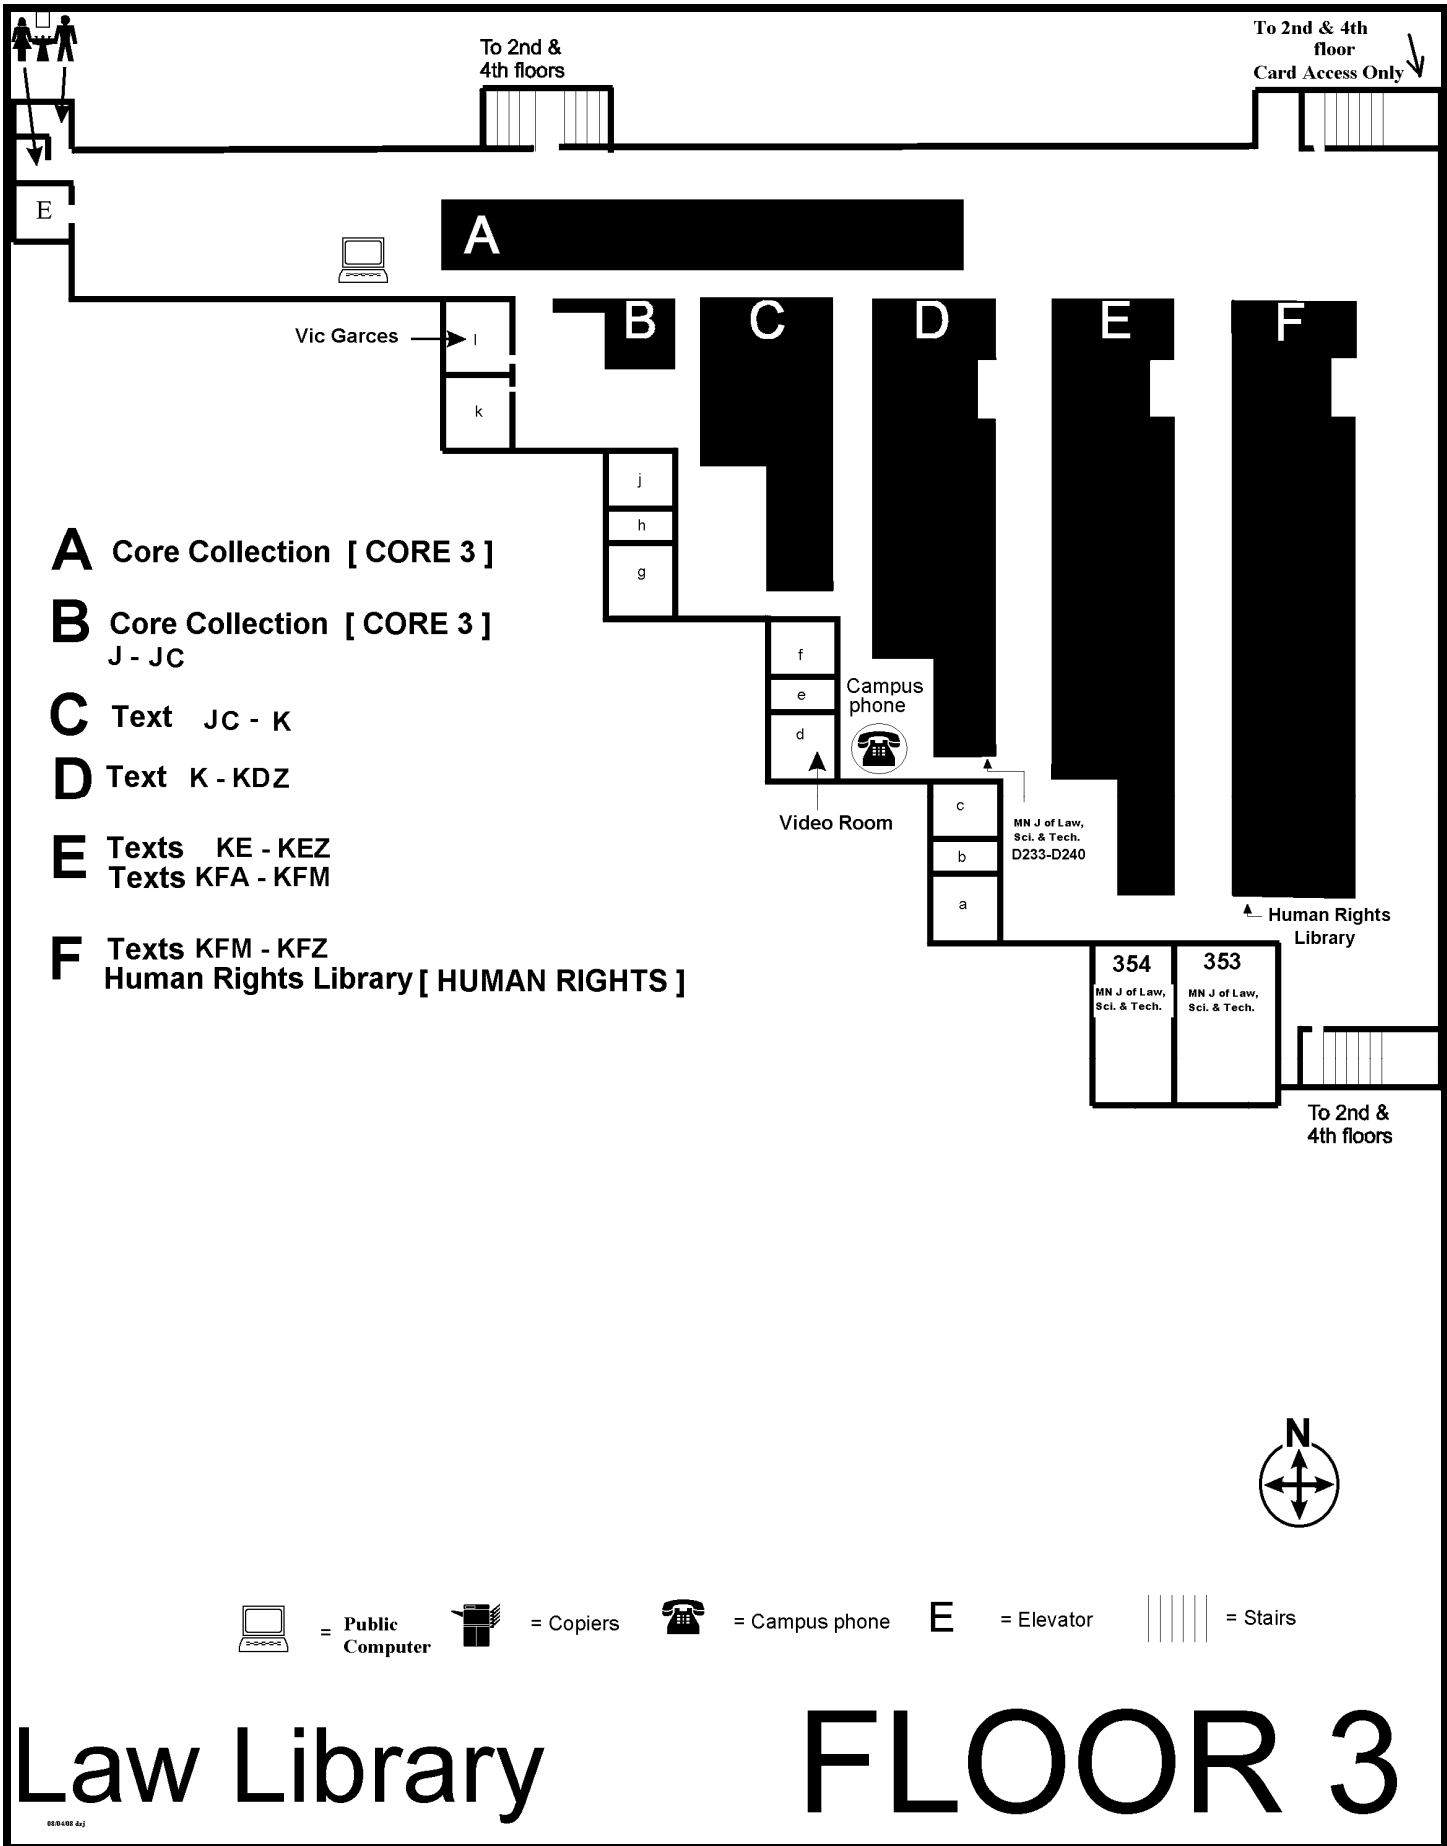 To 2nd &
4th floors
To 2nd & 4th
floor
Card Access Only
E
A
B
C
D
E
F
Vic Garces
l
k
j
h
g
f
e
d
Campus
phone
Video Room
c
b
a
MN J of Law,
Sci. & Tech.
D233-D240
Human Rights
Library
354
MN J of Law,
Sci. & Tech.
353
MN J of Law,
Sci. & Tech.
To 2nd &
4th floors
A Core Collection [ CORE 3 ]
B Core Collection [ CORE 3 ]
J - JC
C Text JC - K
D Text K - KDZ
E Texts KE - KEZ
Texts KFA - KFM
F Texts KFM - KFZ
Human Rights Library [ HUMAN RIGHTS ]
N
= Public
Computer
= Copiers
= Campus phone
E = Elevator
= Stairs
Law Library
FLOOR 3
08/04/08 dzj